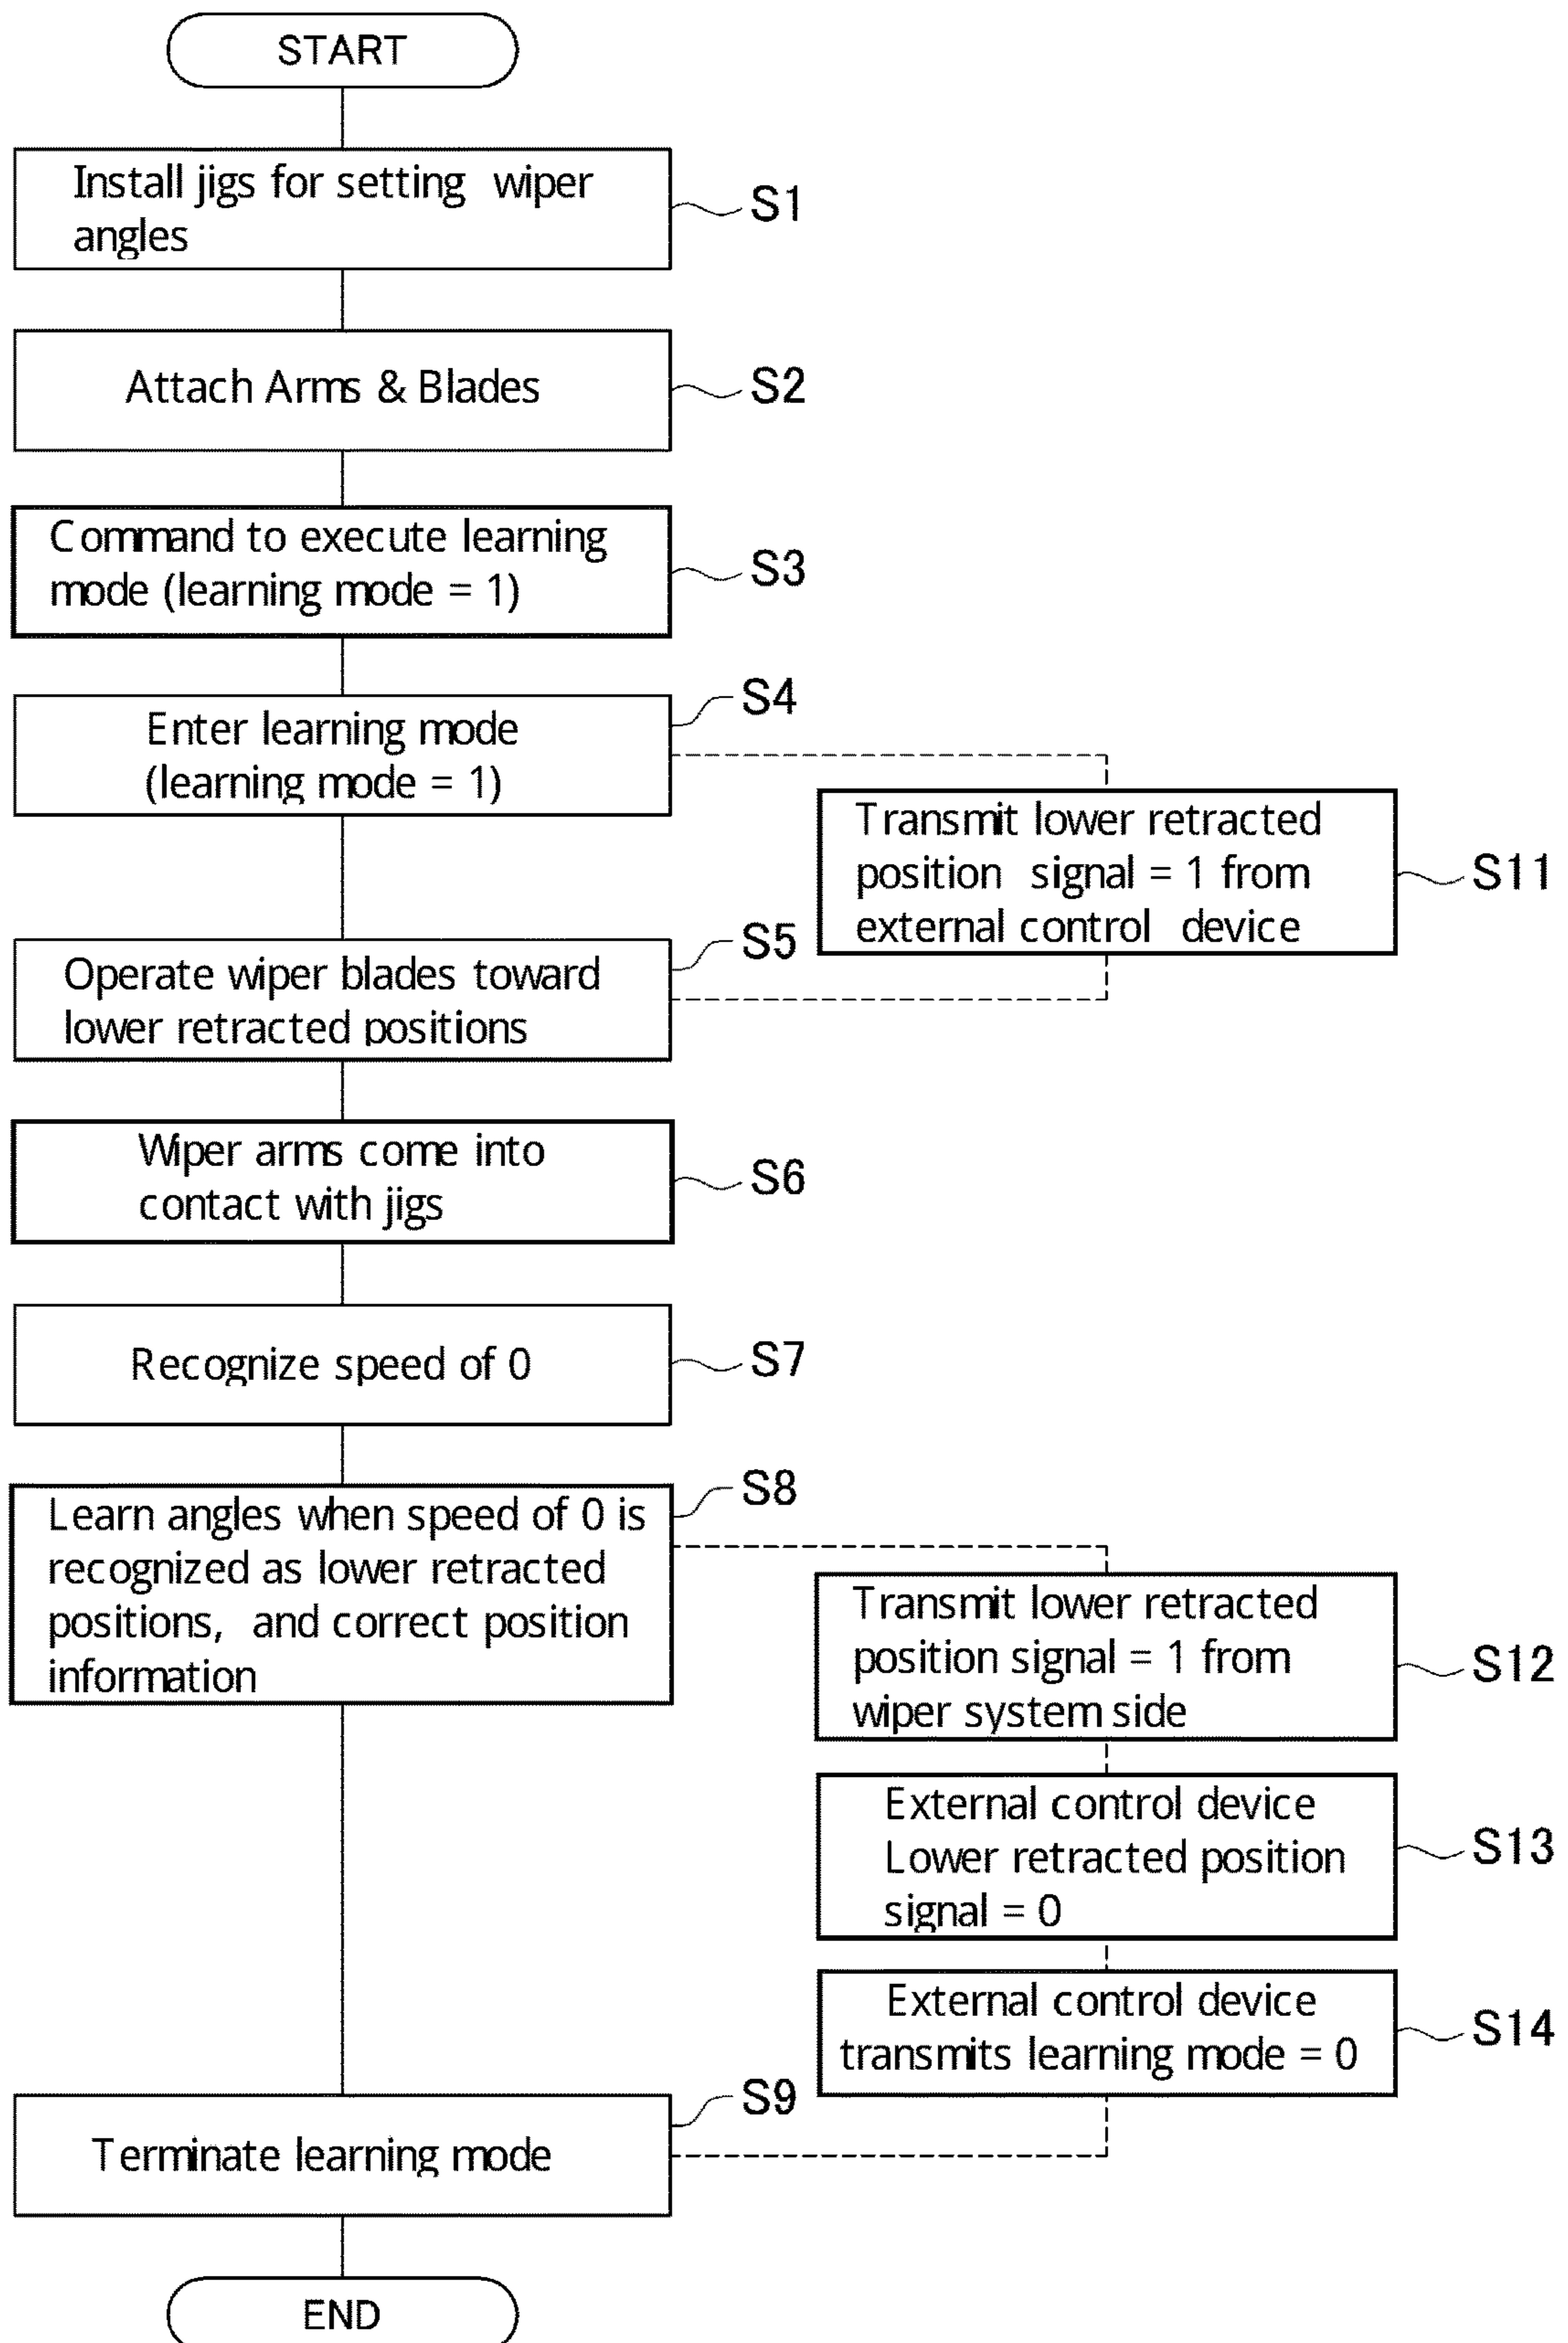 START
Install jigs for setting wiper
angles
S1
Attach Arms & Blades
S2
Command to execute learning
mode (learning mode = 1)
S3
Enter learning mode
(learning mode = 1)
S4
Transmit lower retracted
position signal = 1 from
external control device
S11
Operate wiper blades toward
lower retracted positions
S5
Wiper arms come into
contact with jigs
S6
Recognize speed of 0
S7
Learn angles when speed of 0 is
recognized as lower retracted
positions, and correct position
information
S8
Transmit lower retracted
position signal = 1 from
wiper system side
S12
External control device
Lower retracted position
signal = 0
S13
External control device
transmits learning mode = 0
S14
Terminate learning mode
S9
END